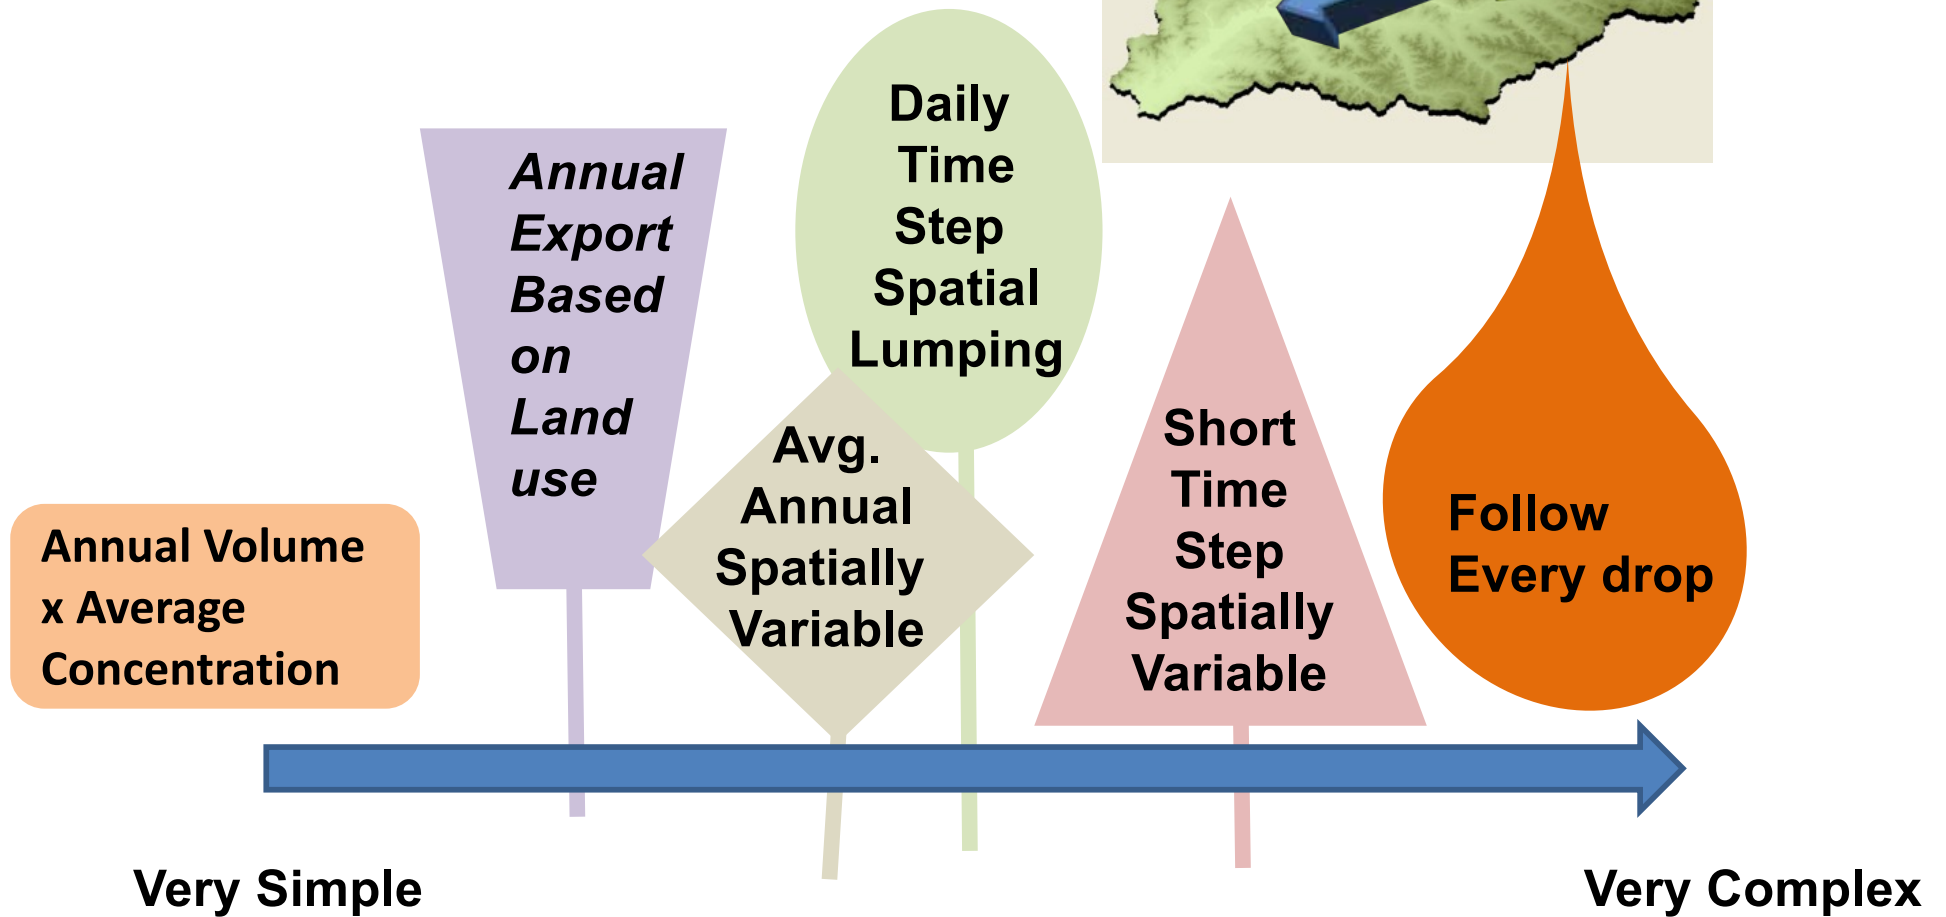 Annual Volume
x Average
Concentration
Annual
Export
Based
on
Land
use
Avg.
Annual
Spatially
Variable
Daily
Time
Step
Spatial
Lumping
Short
Time
Step
Spatially
Variable
Follow
Every drop
Very Simple
Very Complex